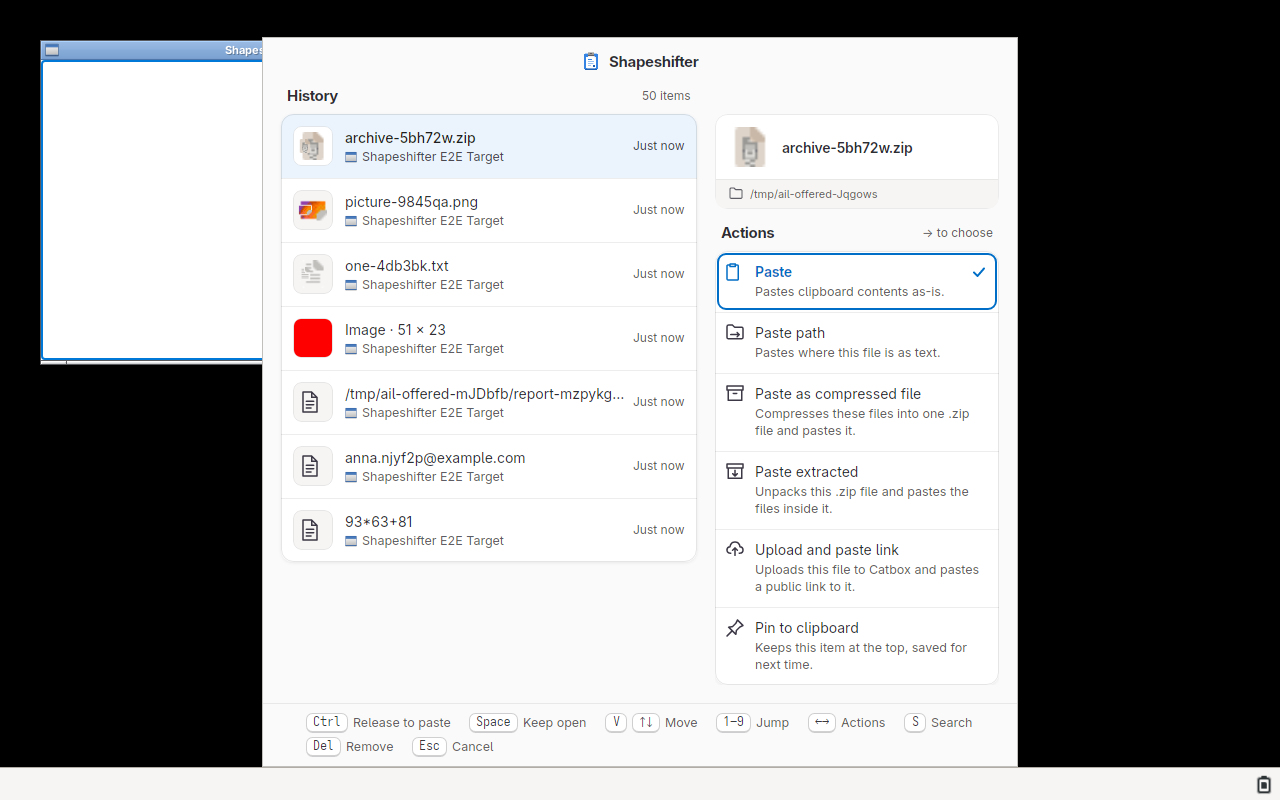 Shapes
Shapeshifter
History
50 items
archive-5bh72w.zip
Shapeshifter E2E Target
Just now
picture-9845qa.png
Shapeshifter E2E Target
Just now
one-4db3bk.txt
Shapeshifter E2E Target
Just now
Image · 51 × 23
Shapeshifter E2E Target
Just now
/tmp/ail-offered-mJDbfb/report-mzpykg…
Shapeshifter E2E Target
Just now
anna.njyf2p@example.com
Shapeshifter E2E Target
Just now
93*63+81
Shapeshifter E2E Target
Just now
archive-5bh72w.zip
/tmp/ail-offered-Jqgows
Actions
→ to choose
Paste
Pastes clipboard contents as-is.
Paste path
Pastes where this file is as text.
Paste as compressed file
Compresses these files into one .zip
file and pastes it.
Paste extracted
Unpacks this .zip file and pastes the
files inside it.
Upload and paste link
Uploads this file to Catbox and pastes
a public link to it.
Pin to clipboard
Keeps this item at the top, saved for
next time.
Ctrl Release to paste Space Keep open V ↑↓ Move 1–9 Jump ←→ Actions S Search
Del Remove Esc Cancel